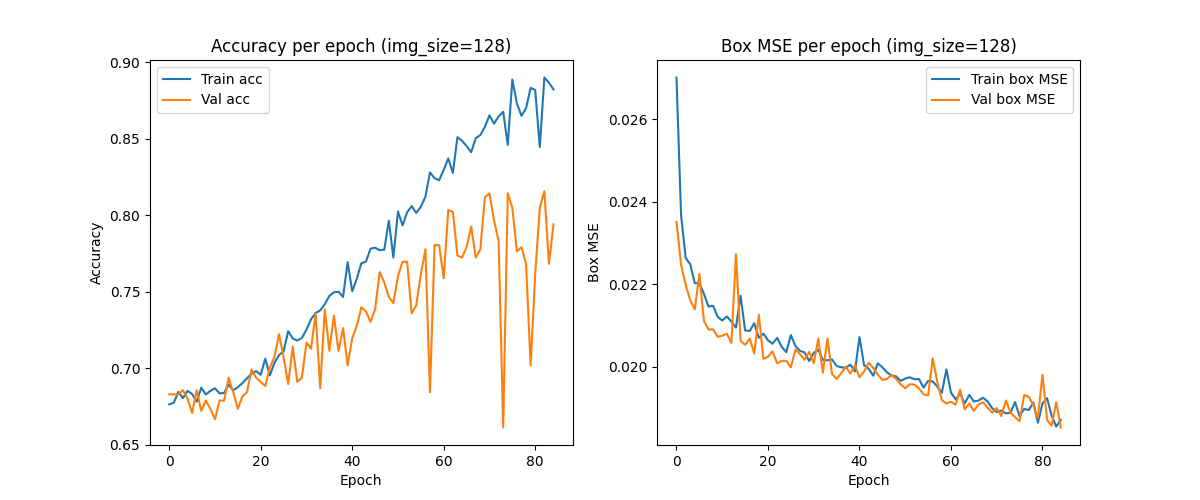 Accuracy per epoch (img_size=128)
Train acc
Val acc
0.90
0.85
0.80
0.75
0.70
0.65
Accuracy
0
20
40
60
80
Epoch
Box MSE per epoch (img_size=128)
Train box MSE
Val box MSE
0.026
0.024
0.022
0.020
Box MSE
0
20
40
60
80
Epoch